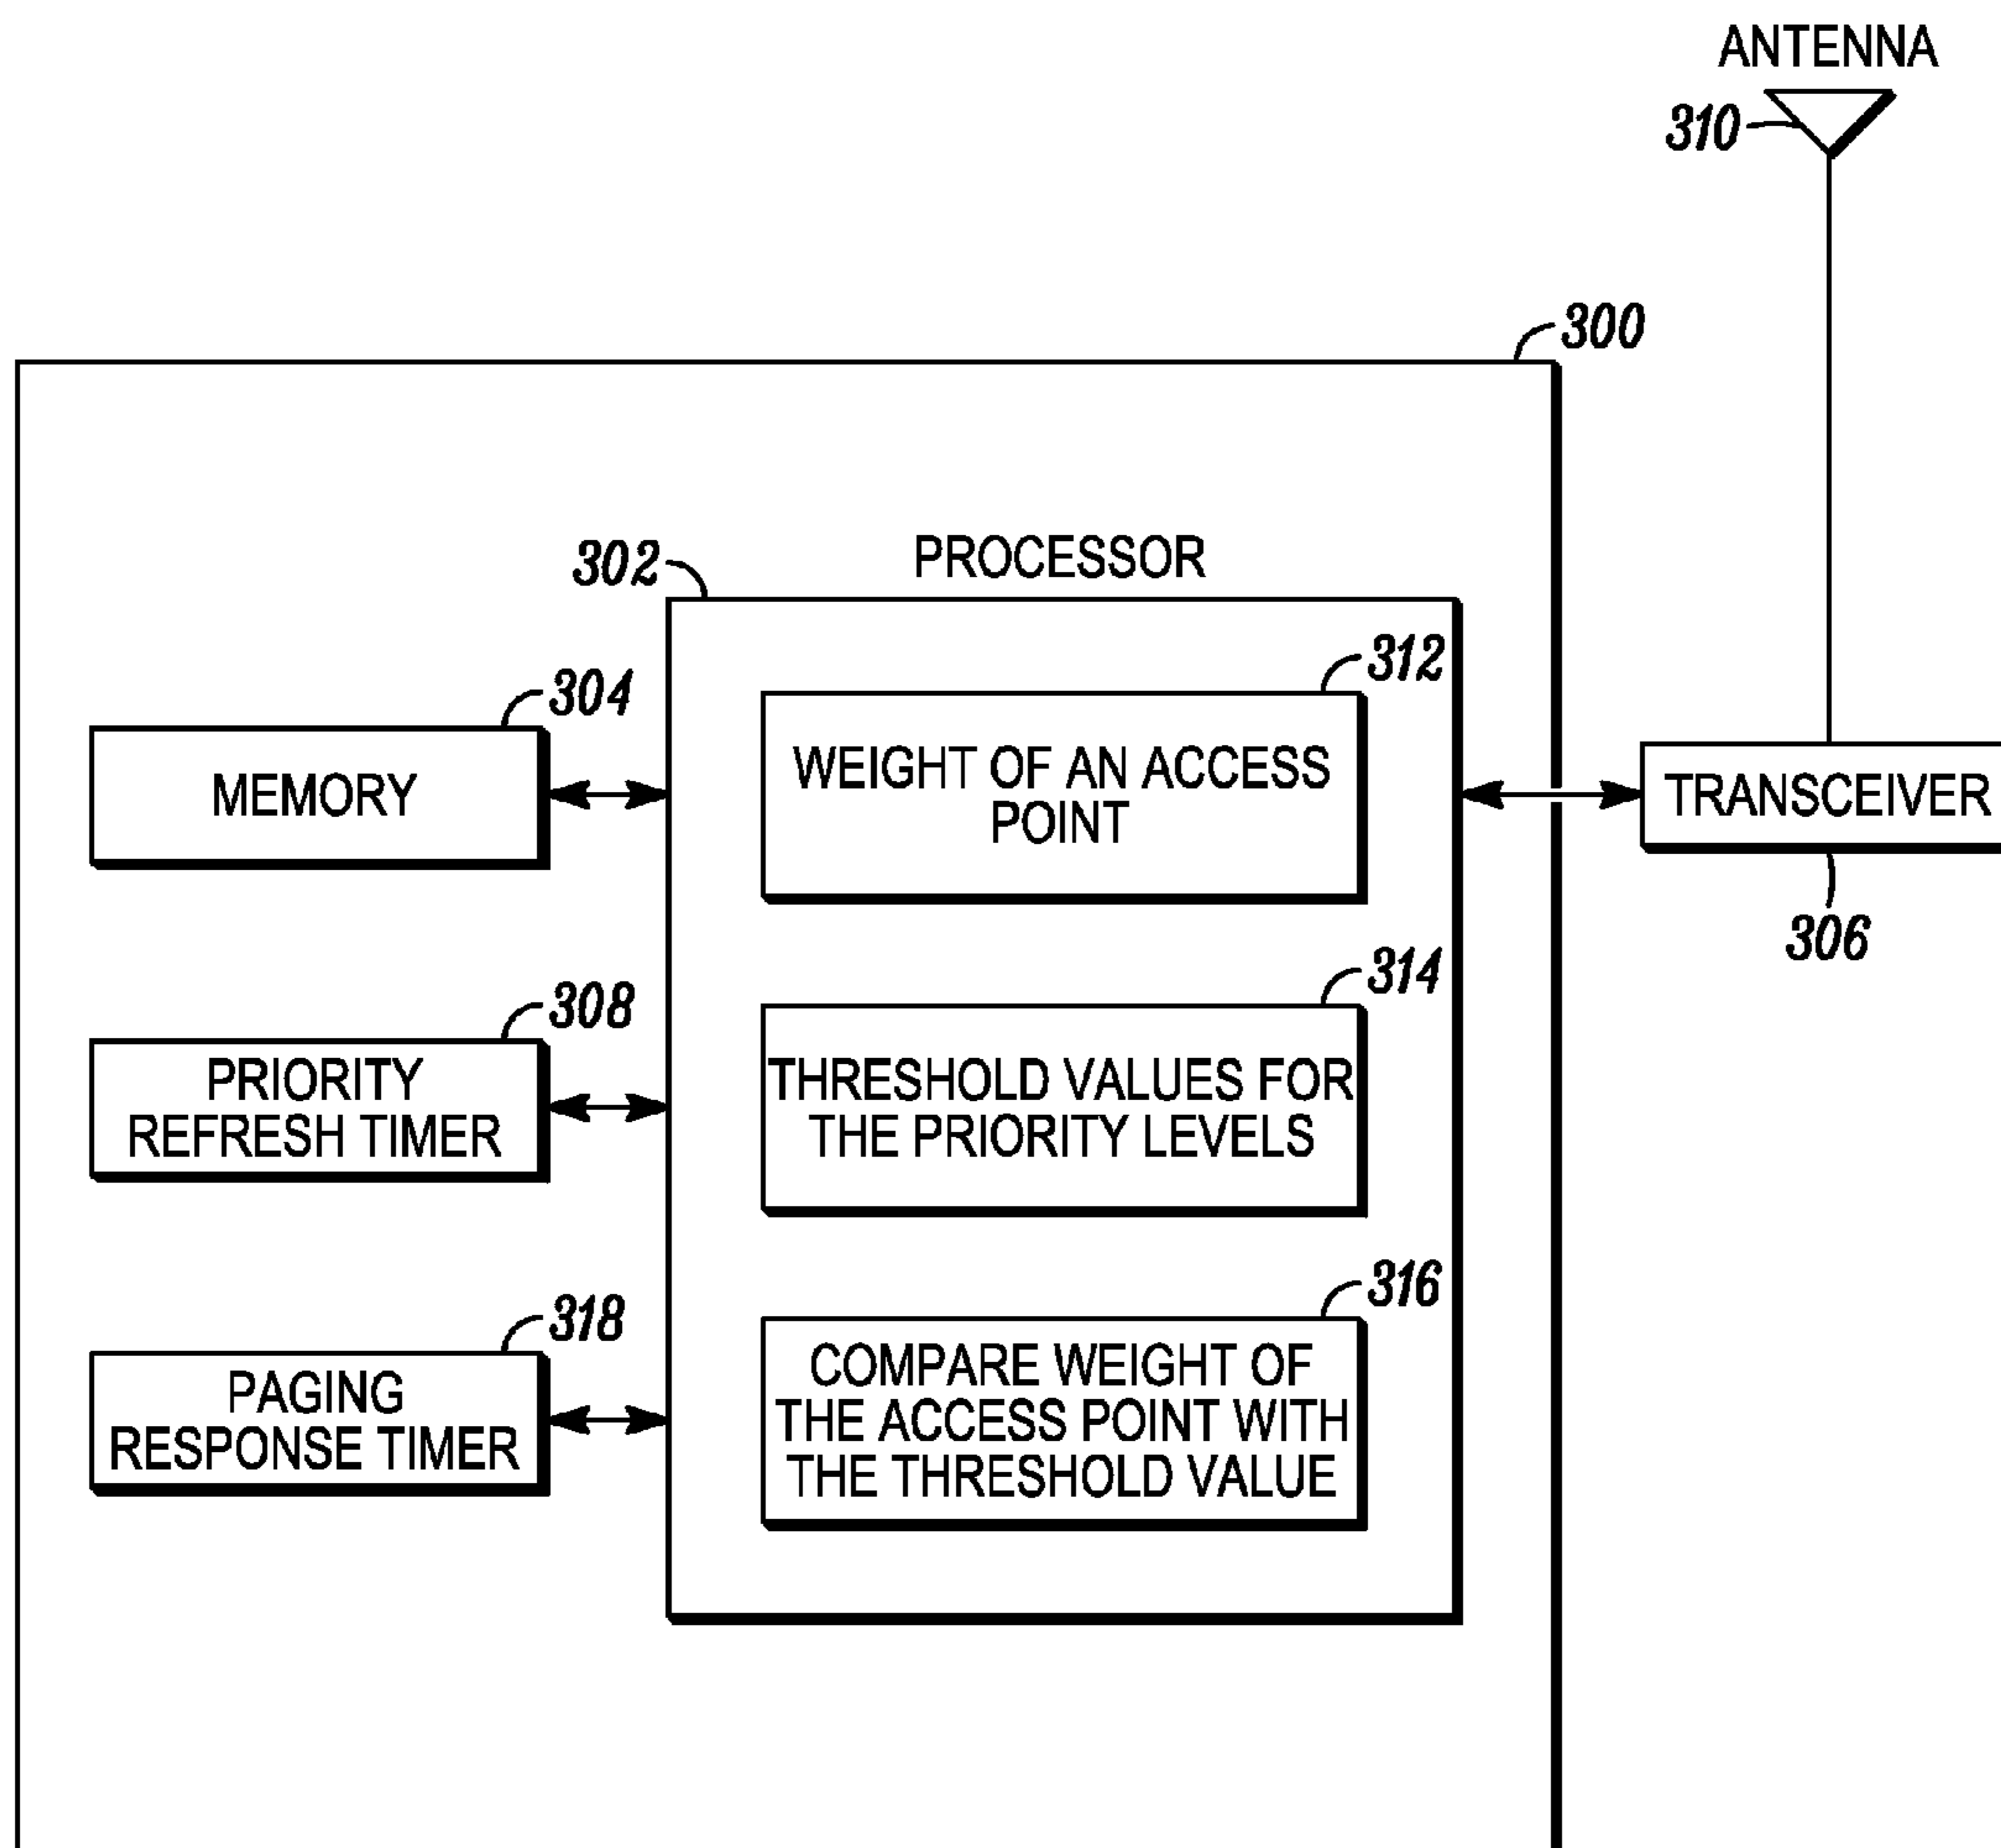 ANTENNA
310
300
PROCESSOR
302
312
304
WEIGHT OF AN ACCESS
POINT
MEMORY
TRANSCEIVER
306
314
308
THRESHOLD VALUES FOR
THE PRIORITY LEVELS
PRIORITY
REFRESH TIMER
316
318
COMPARE WEIGHT OF
THE ACCESS POINT WITH
THE THRESHOLD VALUE
PAGING
RESPONSE TIMER